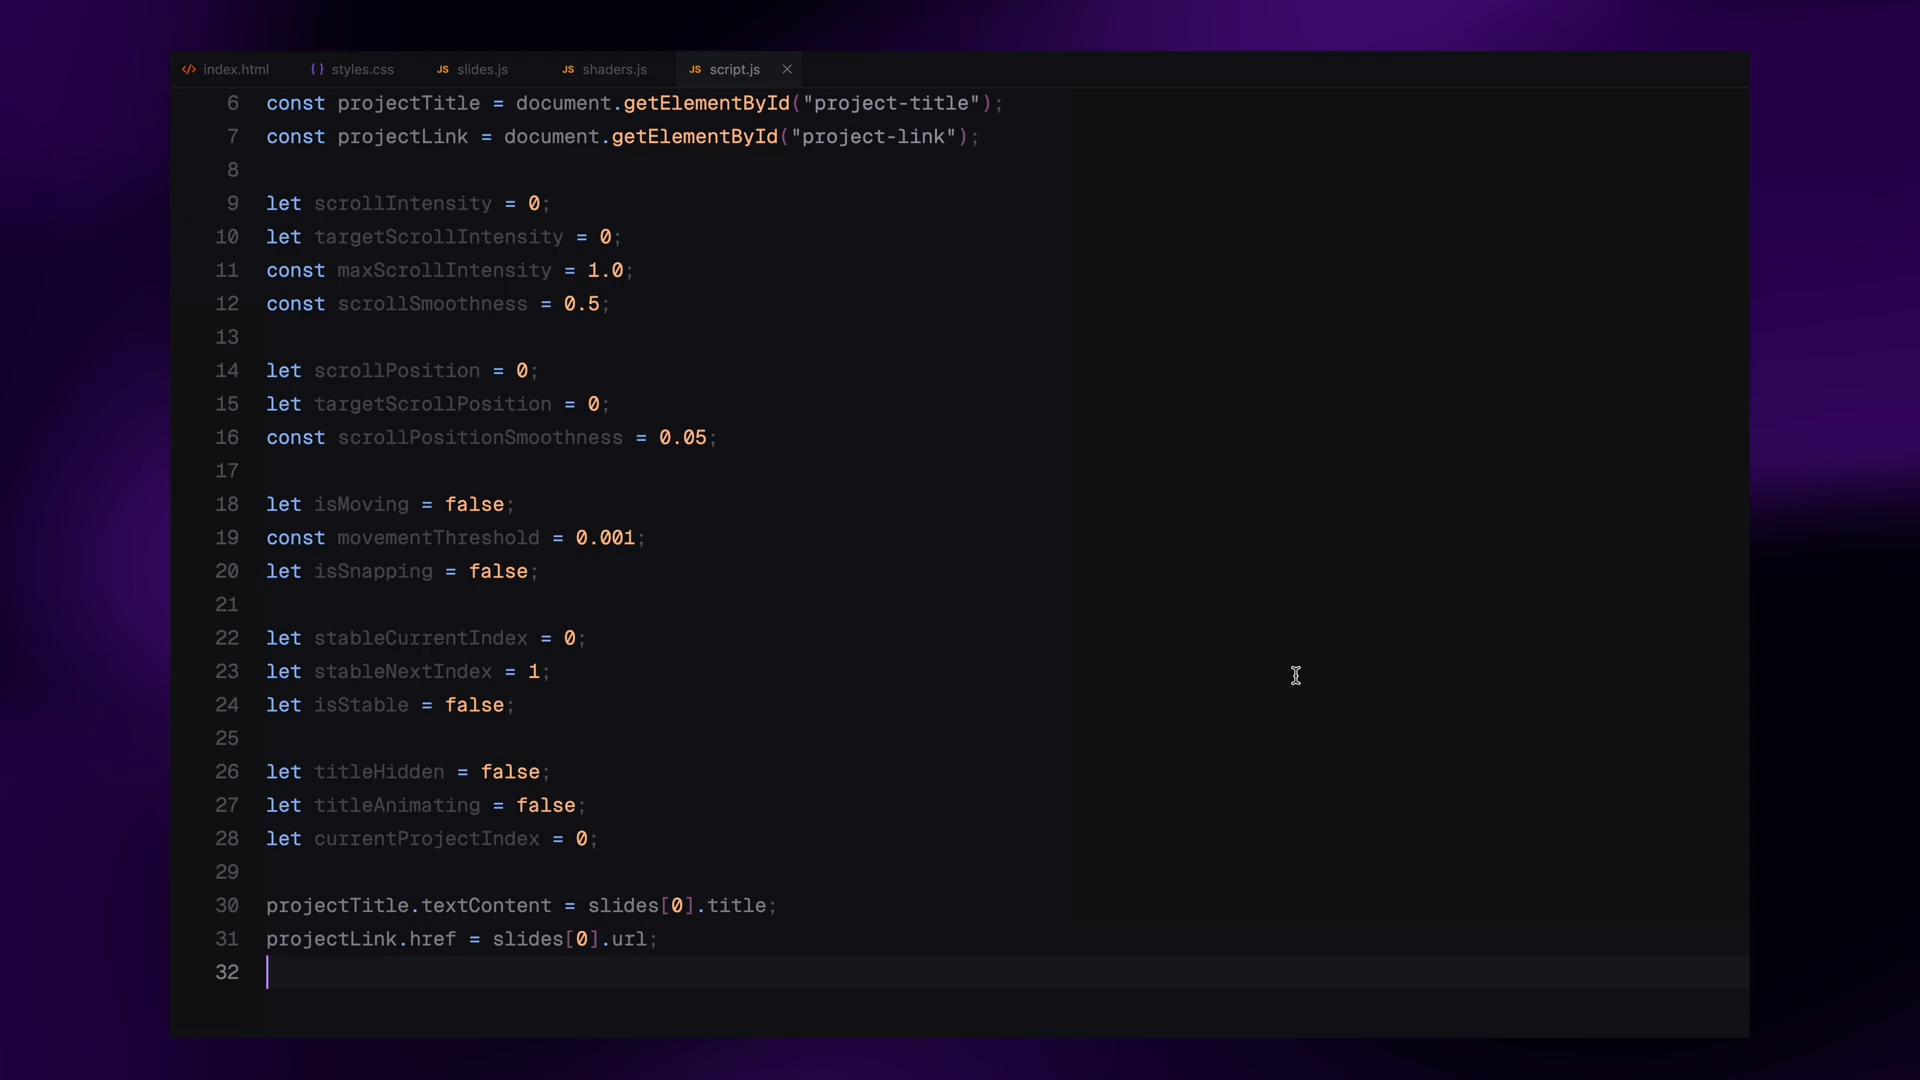 </> index.html {} styles.css JS slides.js JS shaders.js JS script.js ×
6 const projectTitle = document.getElementById("project-title");
7 const projectLink = document.getElementById("project-link");
8
9 let scrollIntensity = 0;
10 let targetScrollIntensity = 0;
11 const maxScrollIntensity = 1.0;
12 const scrollSmoothness = 0.5;
13
14 let scrollPosition = 0;
15 let targetScrollPosition = 0;
16 const scrollPositionSmoothness = 0.05;
17
18 let isMoving = false;
19 const movementThreshold = 0.001;
20 let isSnapping = false;
21
22 let stableCurrentIndex = 0;
23 let stableNextIndex = 1;
24 let isStable = false;
25
26 let titleHidden = false;
27 let titleAnimating = false;
28 let currentProjectIndex = 0;
29
30 projectTitle.textContent = slides[0].title;
31 projectLink.href = slides[0].url;
32